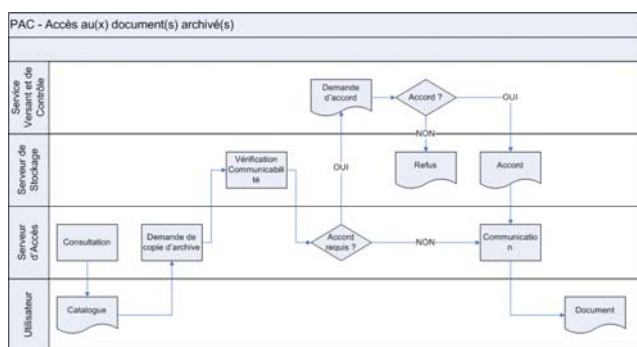 PAC - Accès au(x) document(s) archivé(s)
Service
Versant et de
Contrôle
Demande
d'accord
Accord ?
OUI
NON
Serveur de
Stockage
Vérification
Communicabili
té
OUI
Refus
Accord
Serveur
d'Accès
Consultation
Demande de
copie d'archive
Accord
requis ?
NON
Communicatio
n
Utilisateur
Catalogue
Document